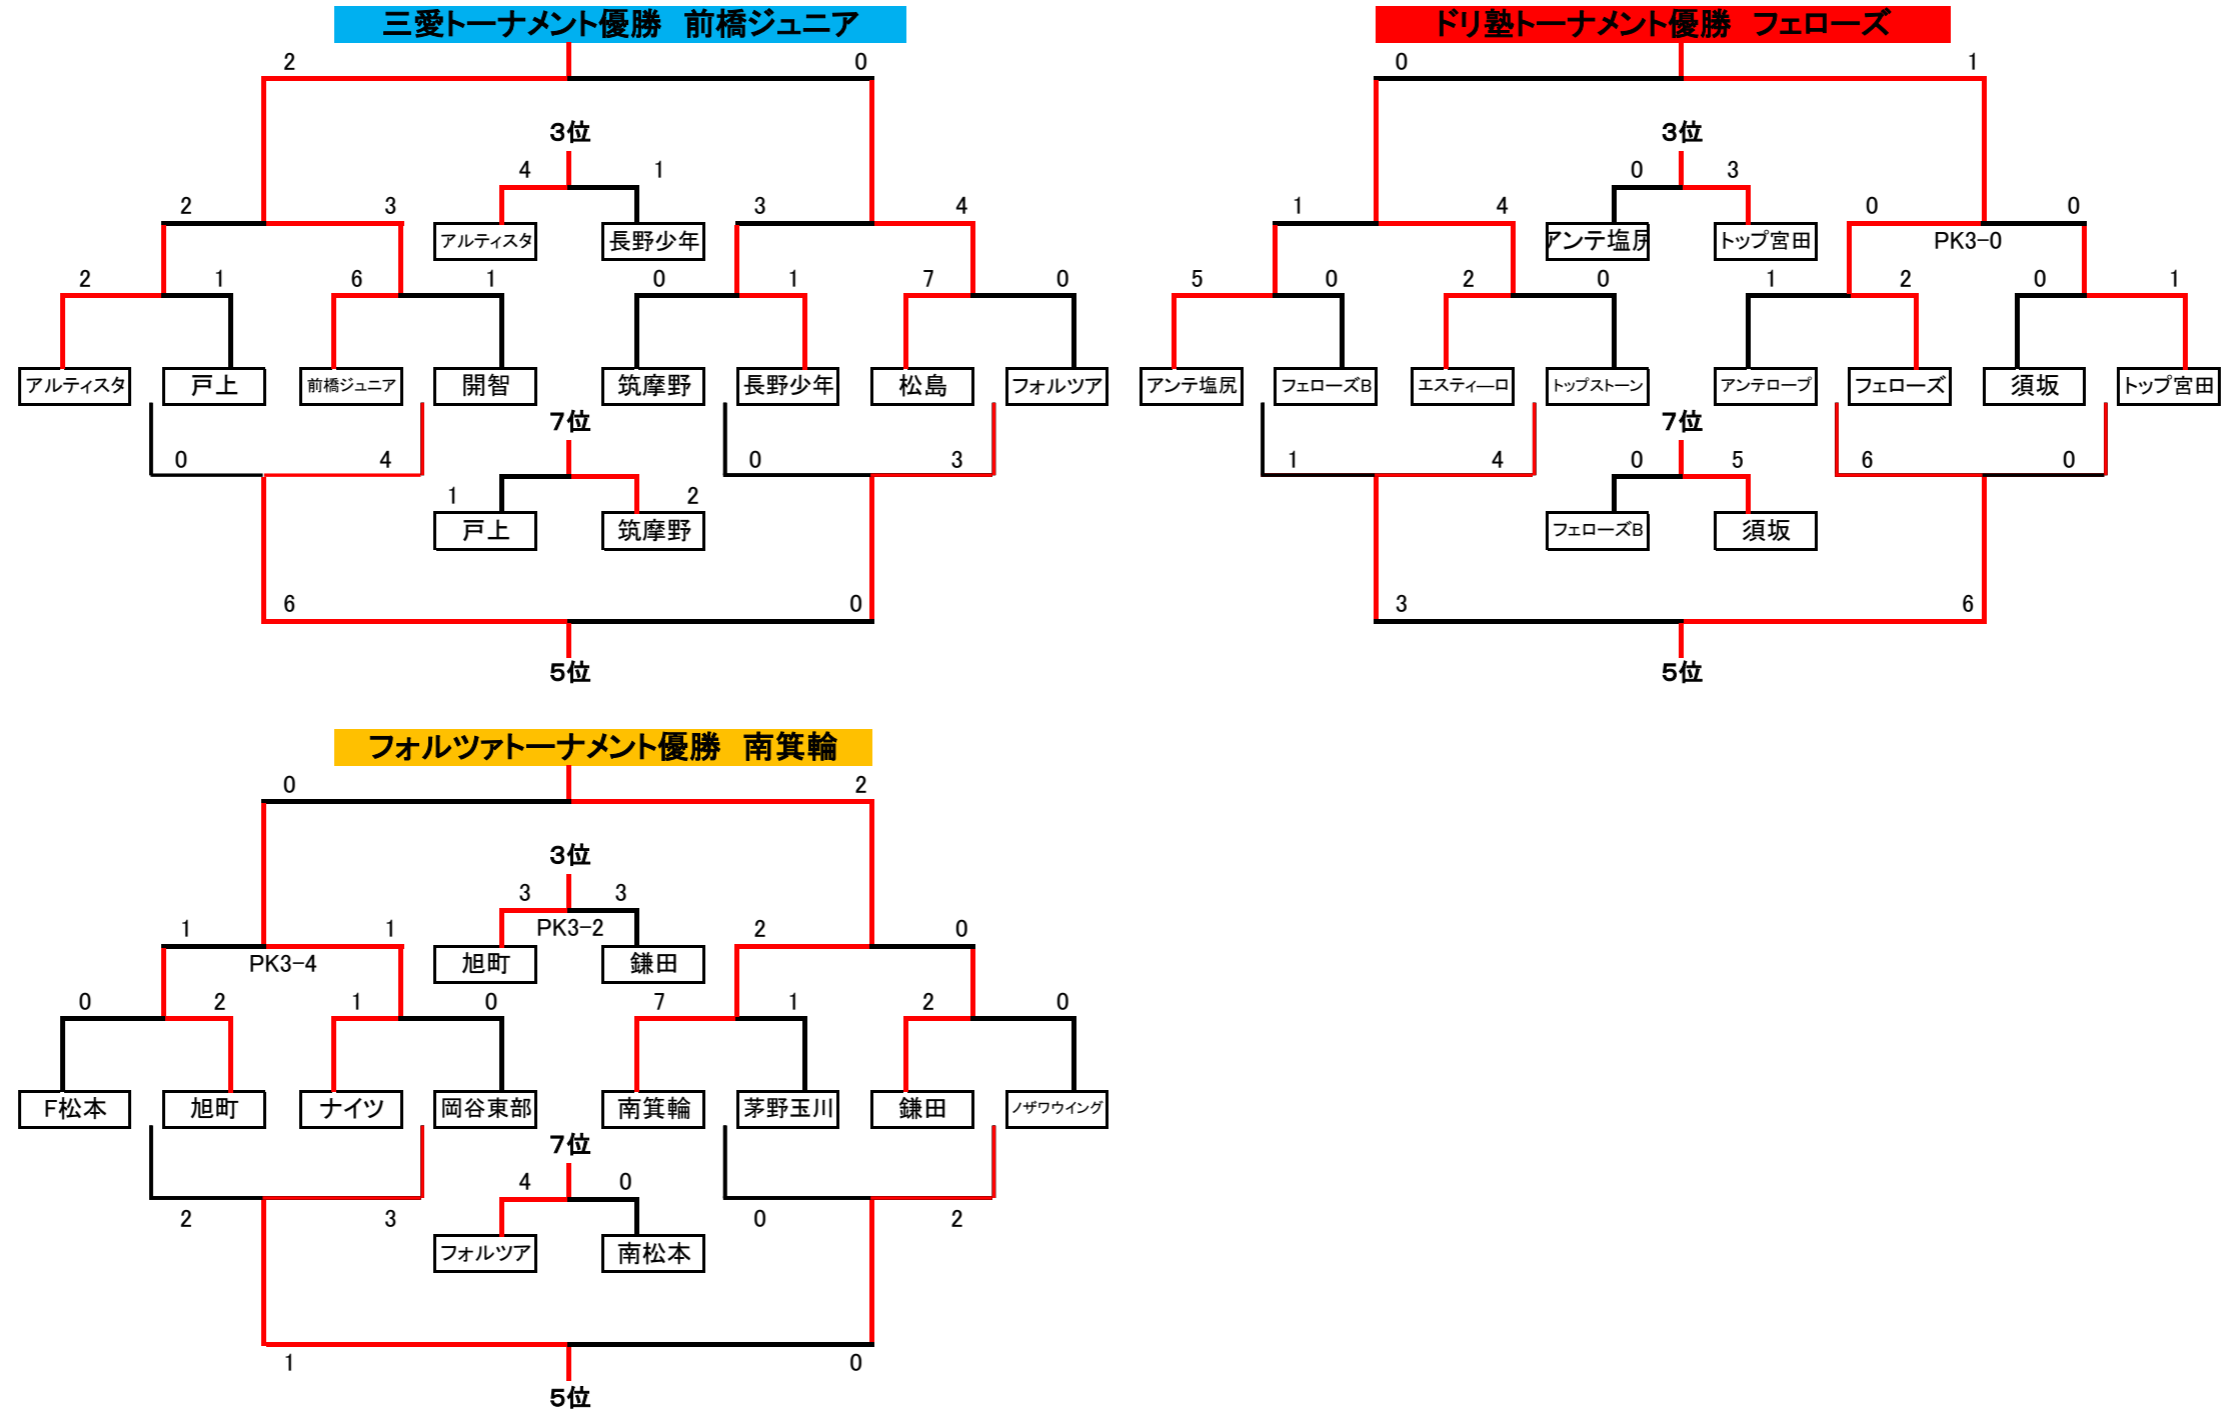 三愛トーナメント優勝　前橋ジュニア
2 0
3位
4 1
アルティスタ 長野少年
2 3 3 4
2 1 6 1 0 1 7 0
アルティスタ 戸上 前橋ジュニア 開智 筑摩野 長野少年 松島 フォルツア
7位
0 4 0 3
1 2
戸上 筑摩野
6 0
5位
ドリ塾トーナメント優勝　フェローズ
0 1
3位
0 3
アンテ塩尻 トップ宮田
1 4 0 0
PK3-0
5 0 2 0 1 2 0 1
アンテ塩尻 フェローズB エスティーロ トップストーン アンテロープ フェローズ 須坂 トップ宮田
7位
1 4 0 5 6 0
フェローズB 須坂
3 6
5位
フォルツァトーナメント優勝　南箕輪
0 2
3位
3 3
PK3-2
旭町 鎌田
1 1 2 0
PK3-4
0 2 1 0 7 1 2 0
F松本 旭町 ナイツ 岡谷東部 南箕輪 茅野玉川 鎌田 ノザワウイング
7位
4 0
2 3 0 2
フォルツア 南松本
1 0
5位